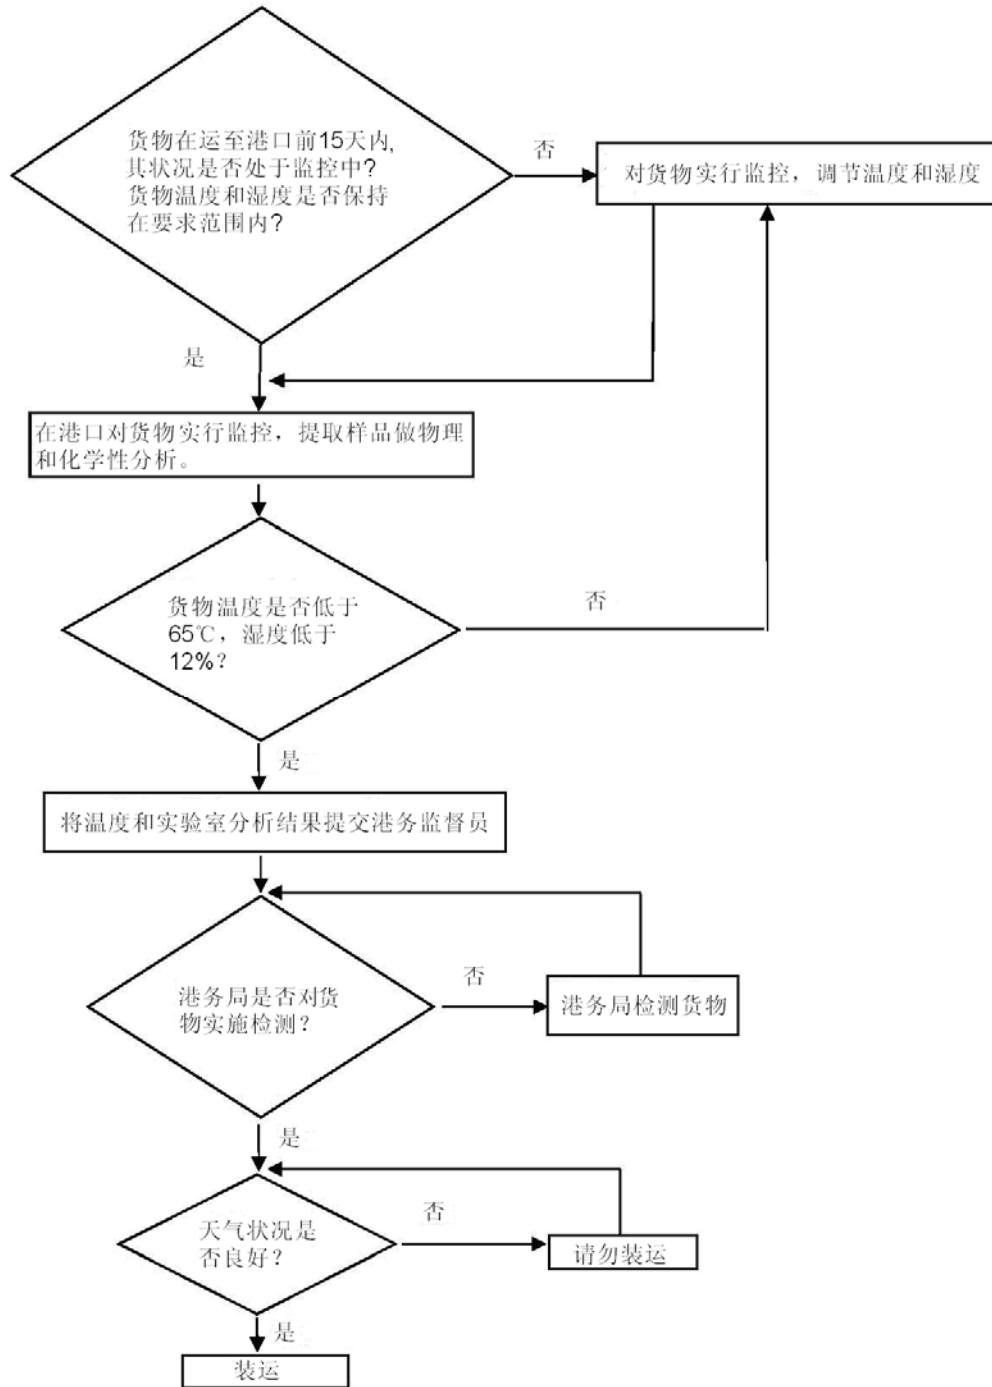 货物在运至港口前15天内,
其状况是否处于监控中?
货物温度和湿度是否保持
在要求范围内?
否
对货物实行监控，调节温度和湿度
是
在港口对货物实行监控，提取样品做物理
和化学性分析。
货物温度是否低于
65℃，湿度低于
12%?
否
是
将温度和实验室分析结果提交港务监督员
港务局是否对货
物实施检测?
否
港务局检测货物
是
天气状况是
否良好?
否
请勿装运
是
装运